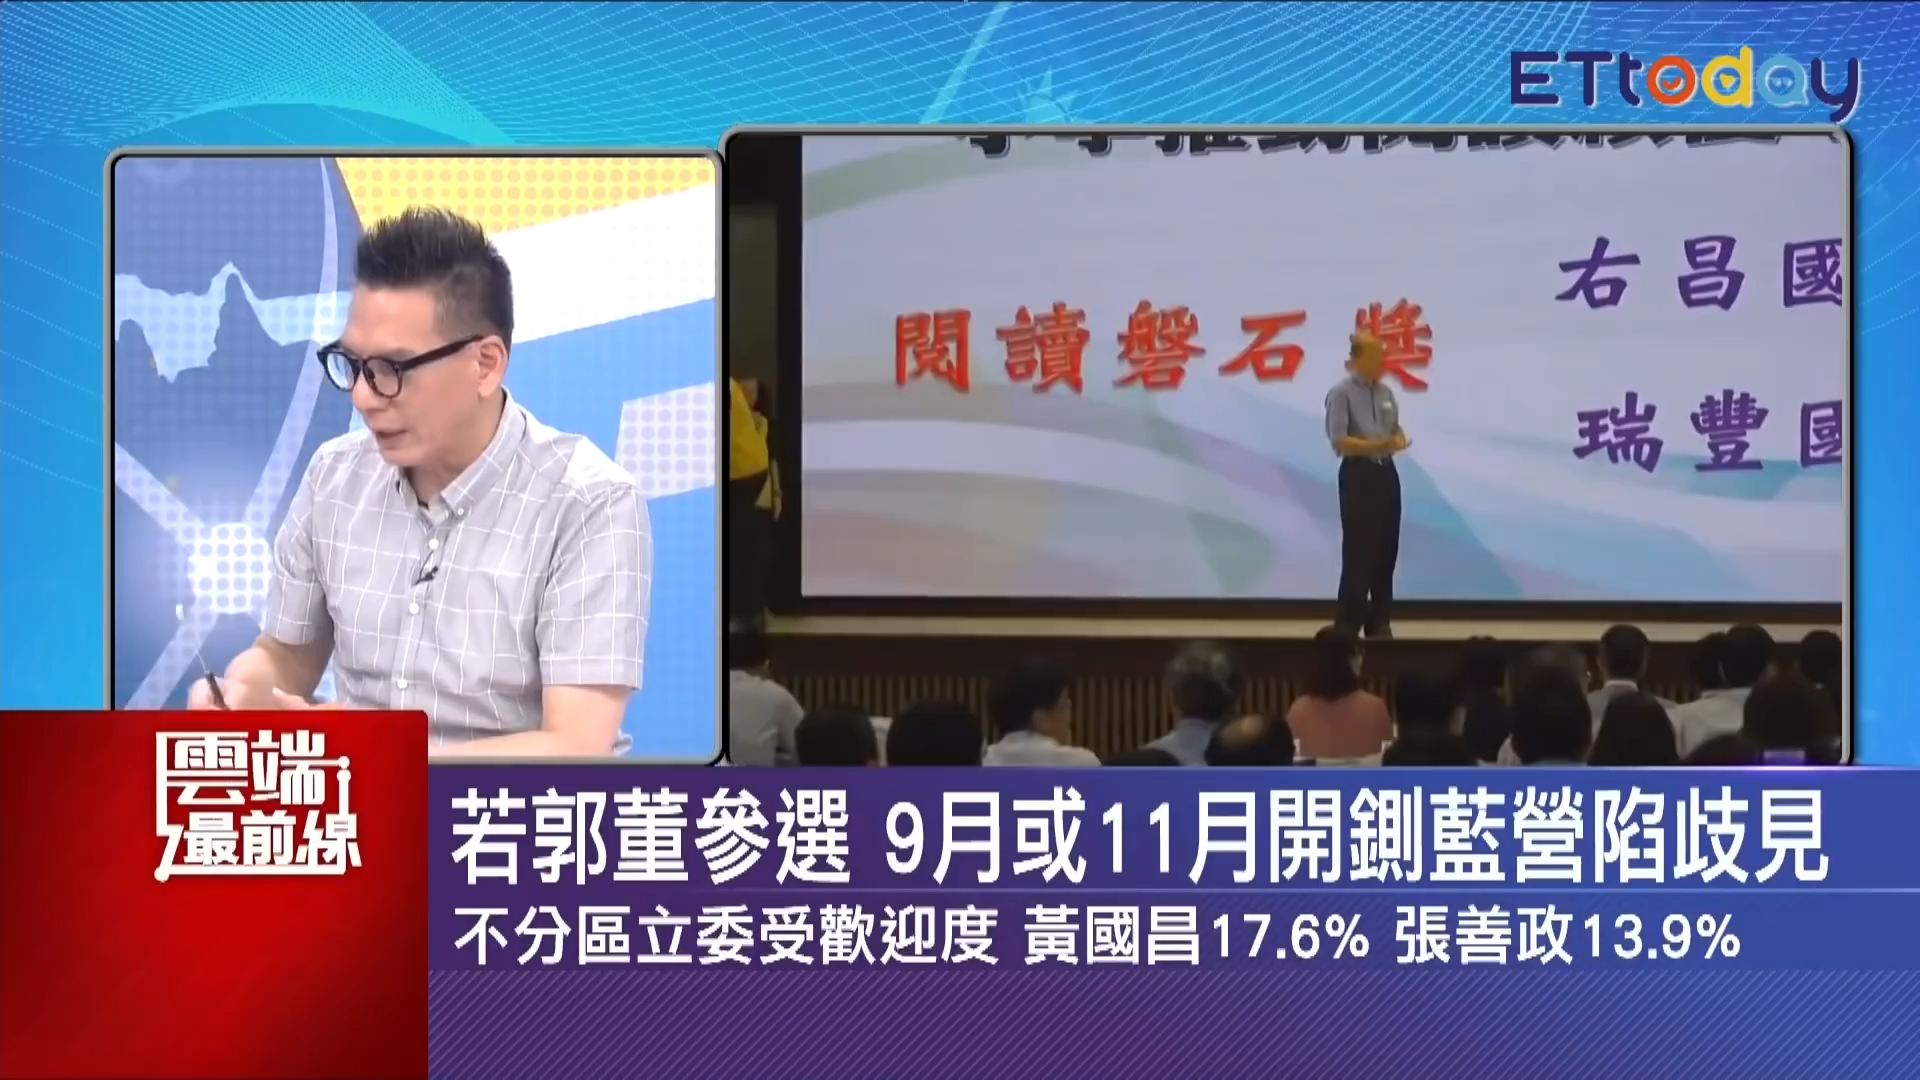 ETtoday
閱讀磐石獎
右昌國
瑞豐國
雲端
最前線
若郭董參選 9月或11月開鍘藍營陷歧見
不分區立委受歡迎度 黃國昌17.6% 張善政13.9%